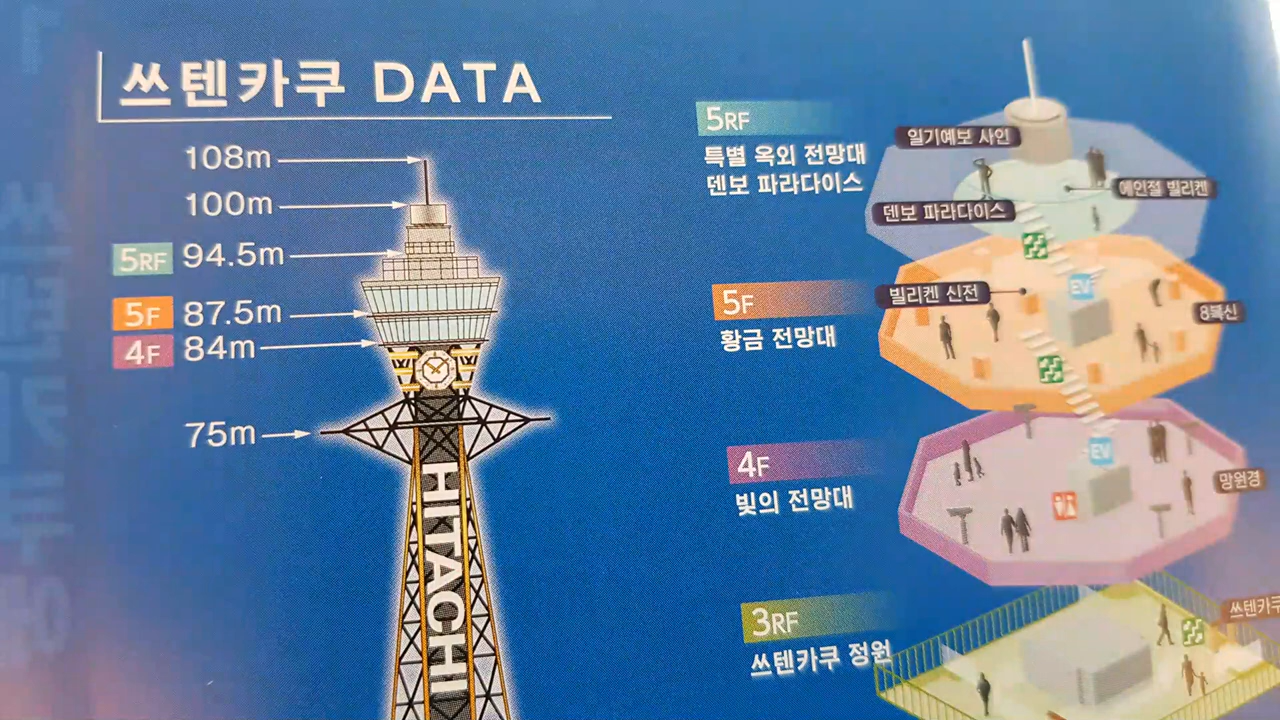 쓰텐카쿠 DATA
108m
100m
5RF 94.5m
5F 87.5m
4F 84m
75m
HITACHI
5RF
특별 옥외 전망대
덴보 파라다이스
일기예보 사인
에인절 빌리켄
덴보 파라다이스
5F
황금 전망대
빌리켄 신전
EV
8복신
4F
빛의 전망대
EV
망원경
3RF
쓰텐카쿠 정원
쓰텐카쿠